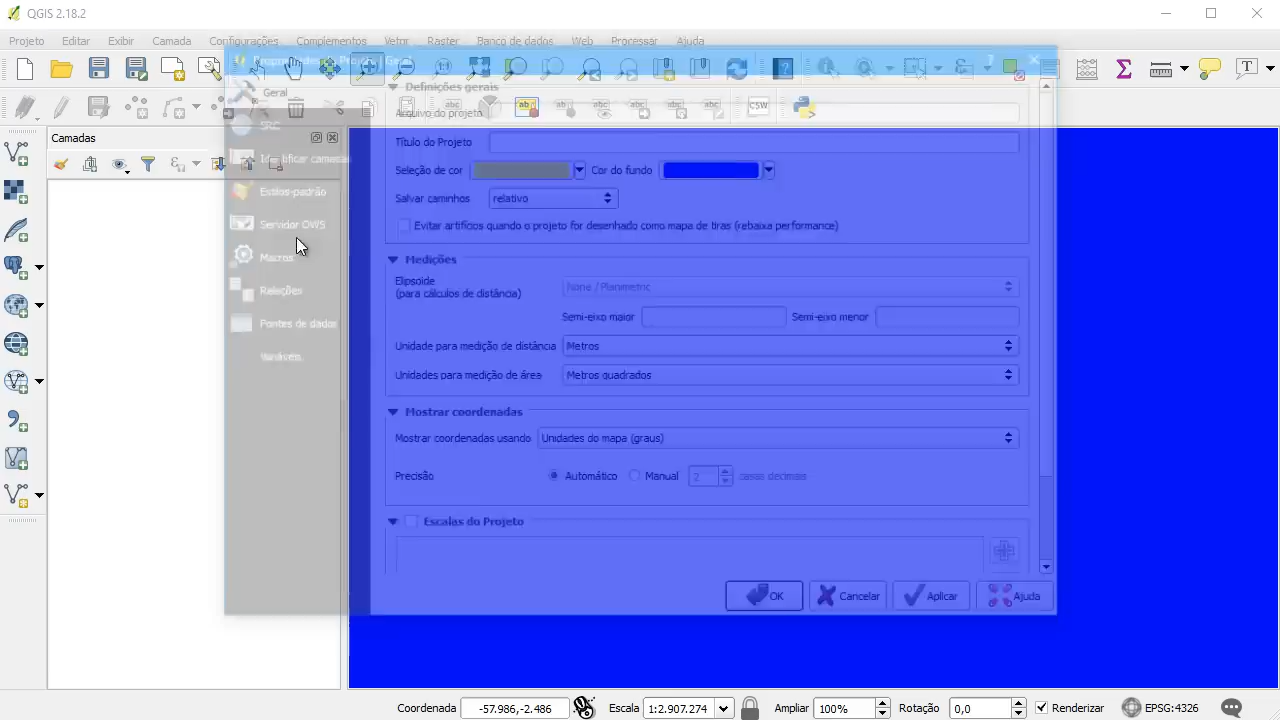 QGIS 2.18.2
Projeto Editar Exibir Camada Configurações Complementos Vetor Raster Banco de dados Web Processar Ajuda
Propriedades do Projeto | Geral
Geral
SRC
Identificar camadas
Estilos-padrão
Servidor OWS
Macros
Relações
Fontes de dados
Variáveis
Camadas
Definições gerais
Arquivo do projeto
Título do Projeto
Seleção de cor Cor do fundo
Salvar caminhos relativo
Evitar artifícios quando o projeto for desenhado como mapa de tiras (rebaixa performance)
Medições
Elipsoide
(para cálculos de distância) None / Planimetric
Semi-eixo maior Semi-eixo menor
Unidade para medição de distância Metros
Unidades para medição de área Metros quadrados
Mostrar coordenadas
Mostrar coordenadas usando Unidades do mapa (graus)
Precisão Automático Manual 2 casas decimais
Escalas do Projeto
OK Cancelar Aplicar Ajuda
Coordenada -57.986,-2.486 Escala 1:2.907.274 Ampliar 100% Rotação 0,0 Renderizar EPSG:4326